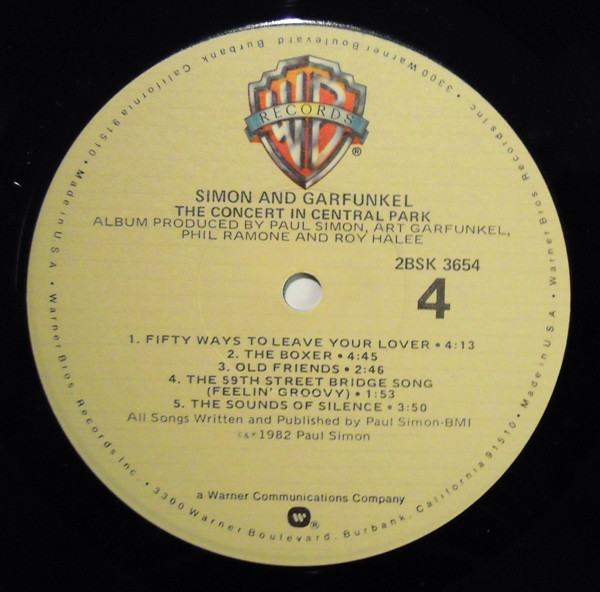 RECORDS
®
SIMON AND GARFUNKEL
THE CONCERT IN CENTRAL PARK
ALBUM PRODUCED BY PAUL SIMON, ART GARFUNKEL,
PHIL RAMONE AND ROY HALEE
2BSK 3654
4
1. FIFTY WAYS TO LEAVE YOUR LOVER • 4:13
2. THE BOXER • 4:45
3. OLD FRIENDS • 2:46
4. THE 59TH STREET BRIDGE SONG
(FEELIN' GROOVY) • 1:53
5. THE SOUNDS OF SILENCE • 3:50
All Songs Written and Published by Paul Simon-BMI
©&℗ 1982 Paul Simon
a Warner Communications Company
W®
Warner Bros Records Inc. • 3300 Warner Boulevard, Burbank, California 91510 • Made in U S A • Warner Bros Records Inc. • 3300 Warner Boulevard, Burbank, California 91510 • Made in U S A •